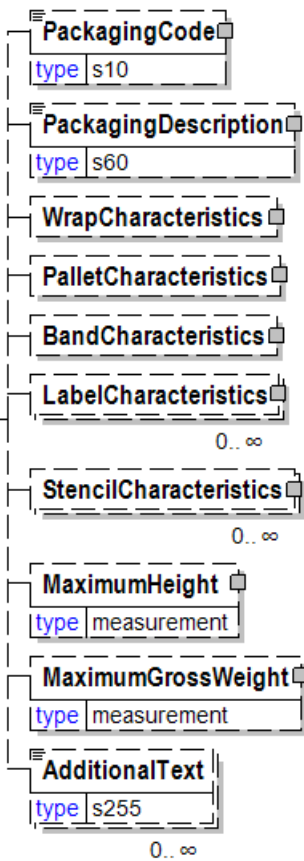 PackagingCode
type s10
PackagingDescription
type s60
WrapCharacteristics
PalletCharacteristics
BandCharacteristics
LabelCharacteristics
0.. ∞
StencilCharacteristics
0.. ∞
MaximumHeight
type measurement
MaximumGrossWeight
type measurement
AdditionalText
type s255
0.. ∞